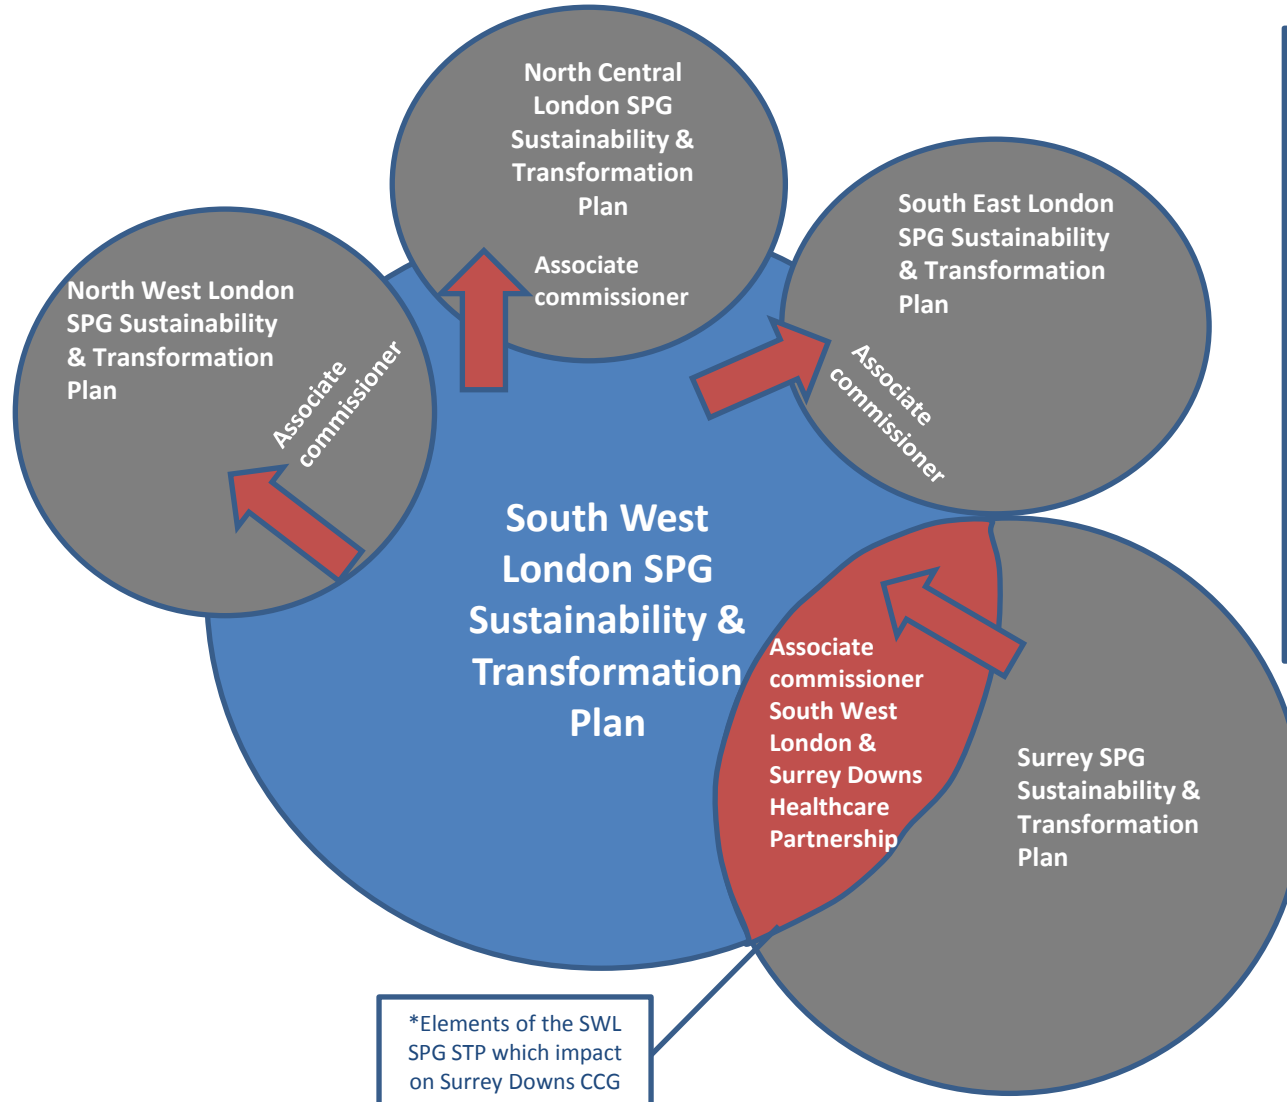 North Central
London SPG
Sustainability &
Transformation
Plan
Associate
commissioner
South East London
SPG Sustainability
& Transformation
Plan
Associate
commissioner
North West London
SPG Sustainability
& Transformation
Plan
Associate
commissioner
South West
London SPG
Sustainability &
Transformation
Plan
Associate
commissioner
South West
London &
Surrey Downs
Healthcare
Partnership
Surrey SPG
Sustainability &
Transformation
Plan
*Elements of the SWL
SPG STP which impact
on Surrey Downs CCG